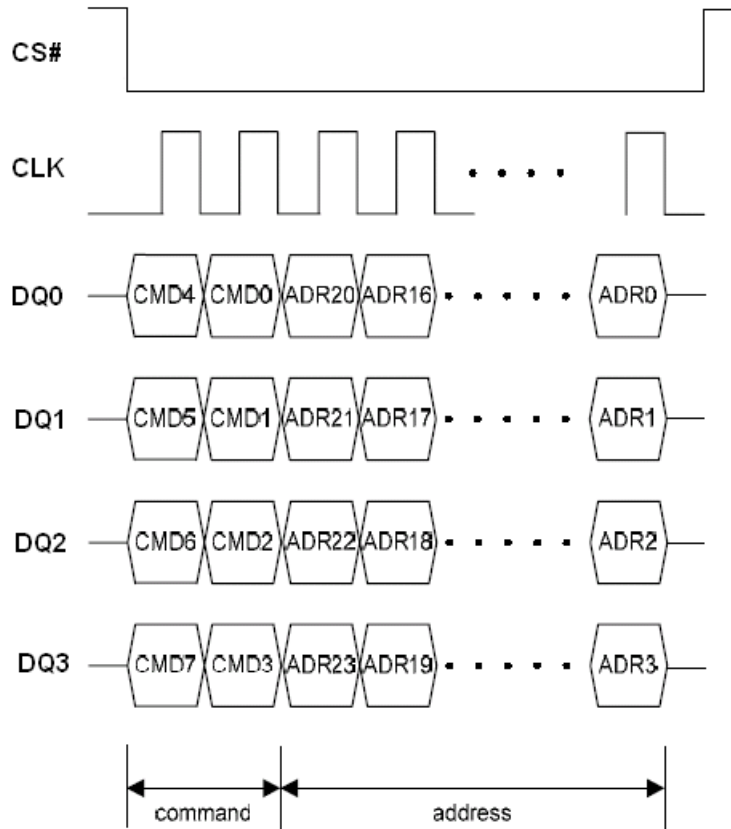 CS#
CLK
DQ0 CMD4 CMD0 ADR20 ADR16 ADR0
DQ1 CMD5 CMD1 ADR21 ADR17 ADR1
DQ2 CMD6 CMD2 ADR22 ADR18 ADR2
DQ3 CMD7 CMD3 ADR23 ADR19 ADR3
command address